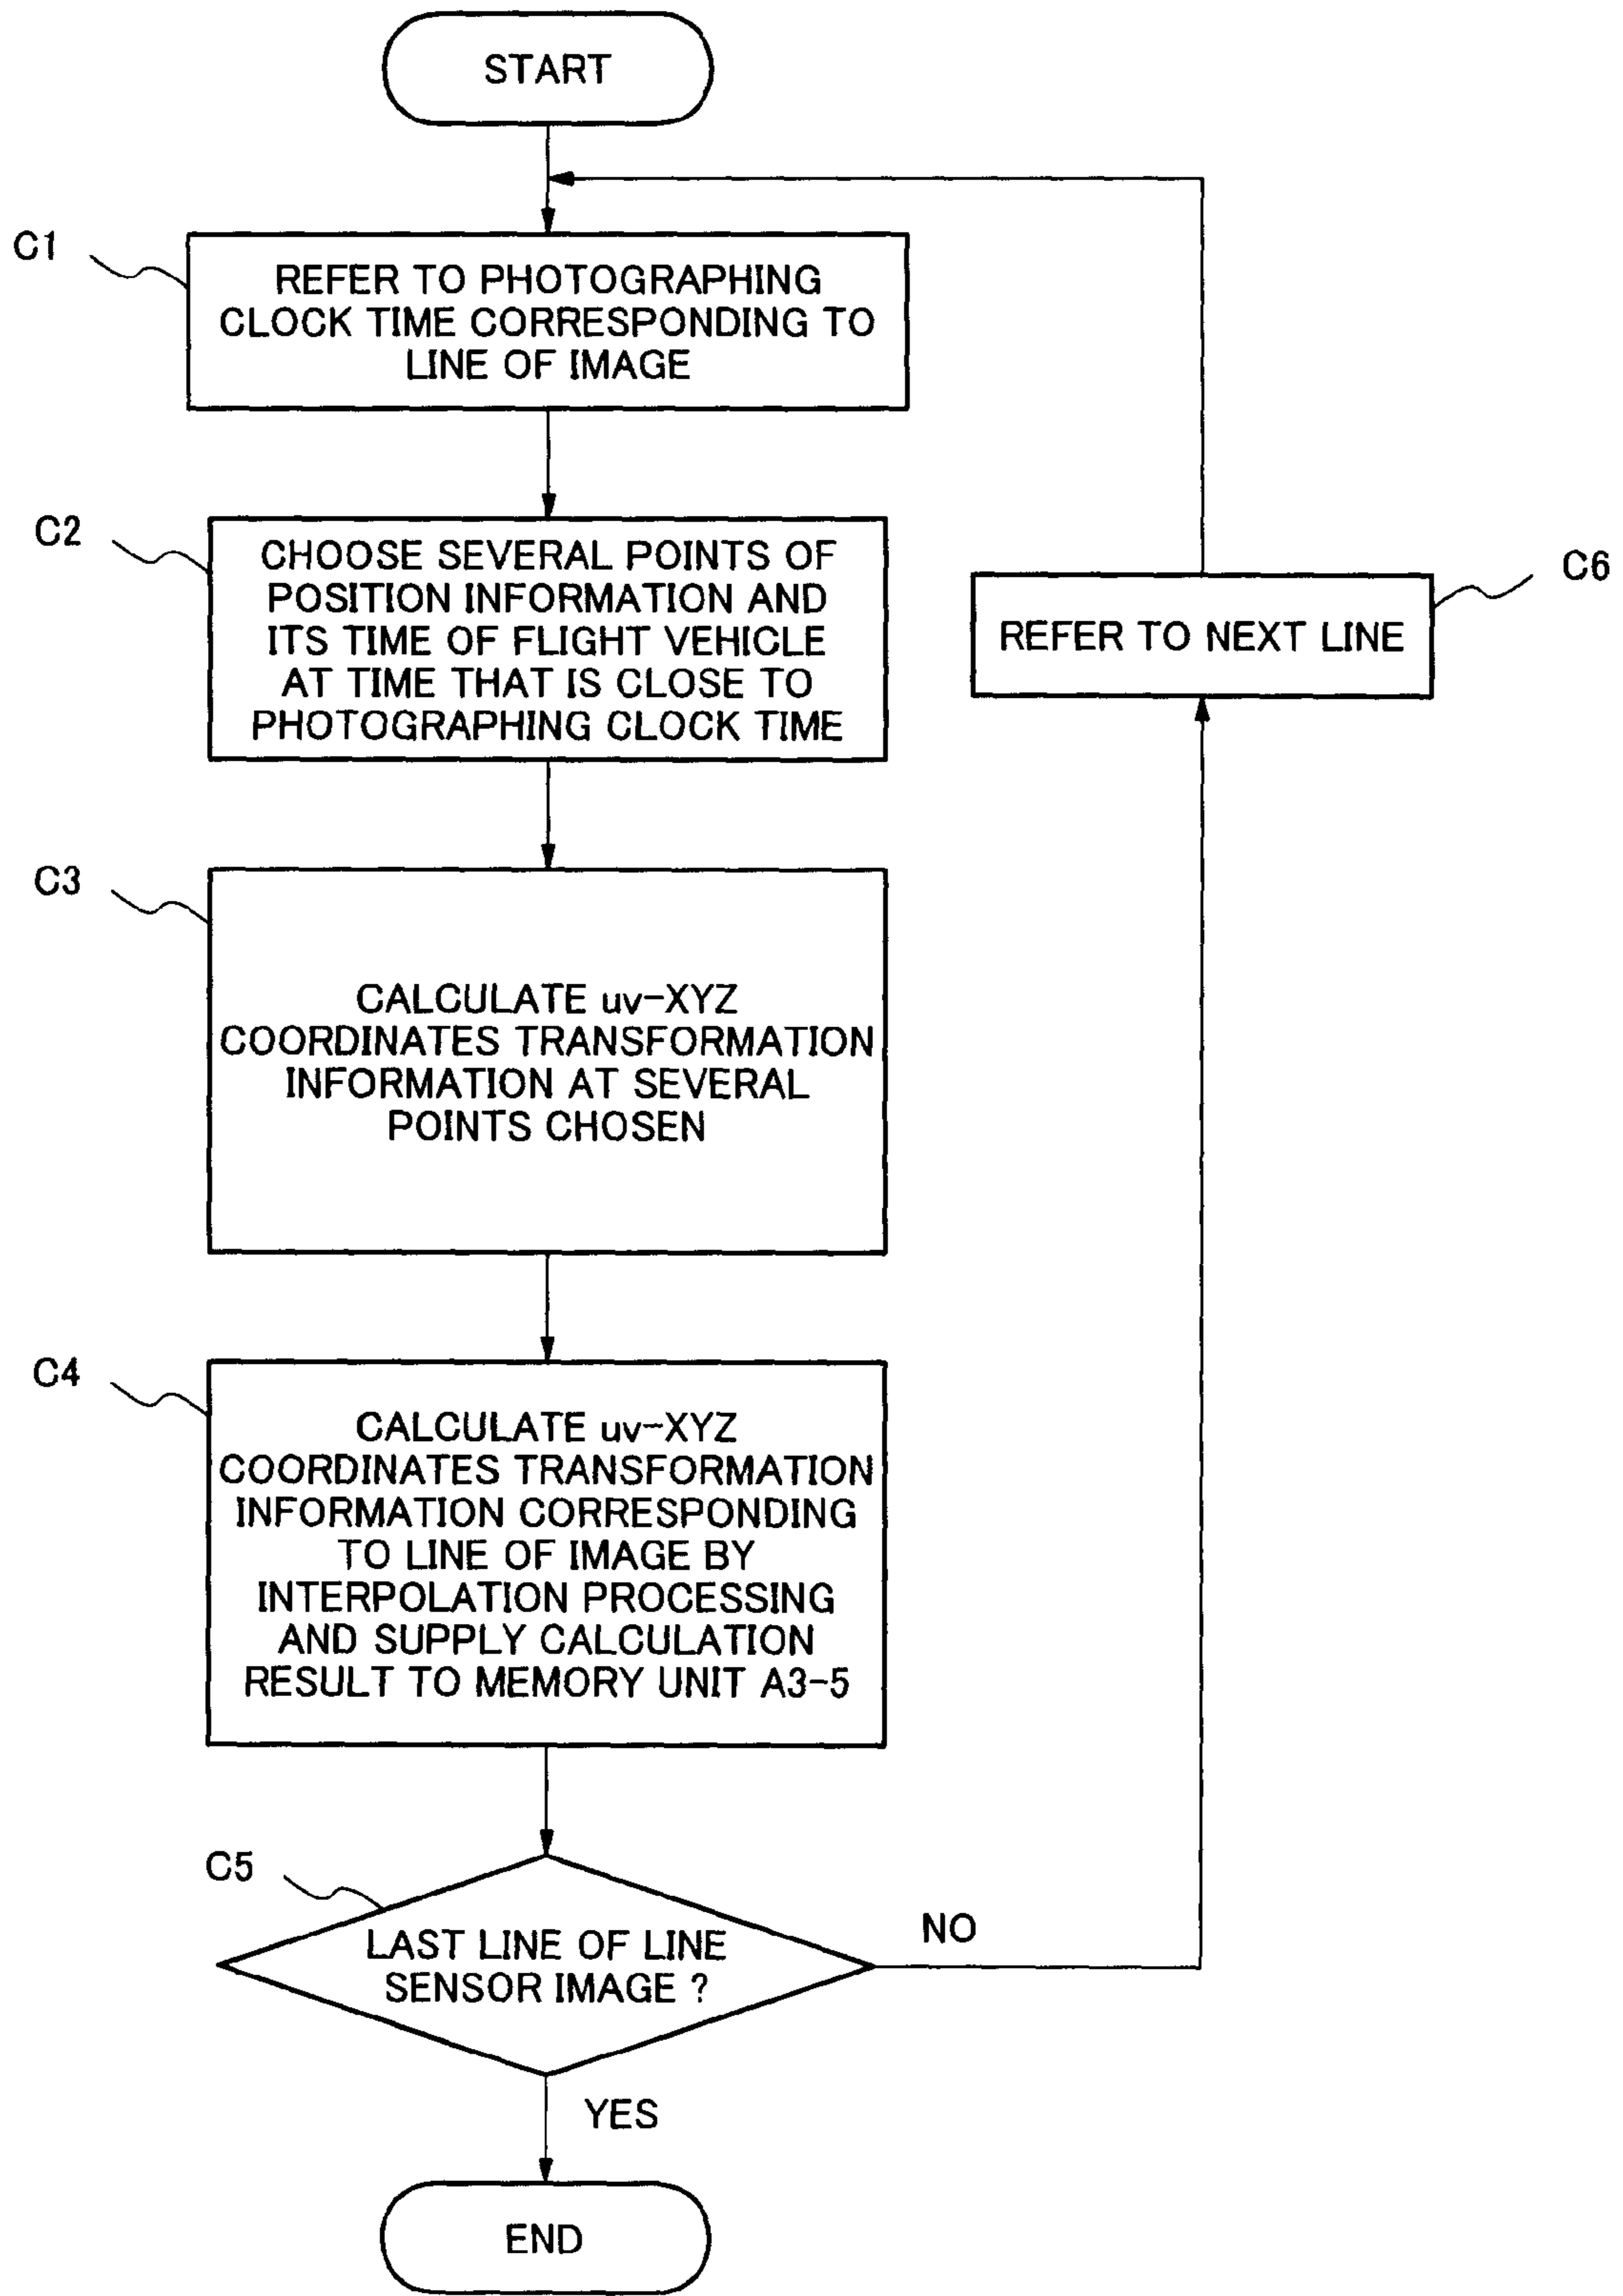 START
C1
REFER TO PHOTOGRAPHING
CLOCK TIME CORRESPONDING TO
LINE OF IMAGE
C2
CHOOSE SEVERAL POINTS OF
POSITION INFORMATION AND
ITS TIME OF FLIGHT VEHICLE
AT TIME THAT IS CLOSE TO
PHOTOGRAPHING CLOCK TIME
C6
REFER TO NEXT LINE
C3
CALCULATE uv-XYZ
COORDINATES TRANSFORMATION
INFORMATION AT SEVERAL
POINTS CHOSEN
C4
CALCULATE uv-XYZ
COORDINATES TRANSFORMATION
INFORMATION CORRESPONDING
TO LINE OF IMAGE BY
INTERPOLATION PROCESSING
AND SUPPLY CALCULATION
RESULT TO MEMORY UNIT A3-5
C5
LAST LINE OF LINE
SENSOR IMAGE ?
NO
YES
END